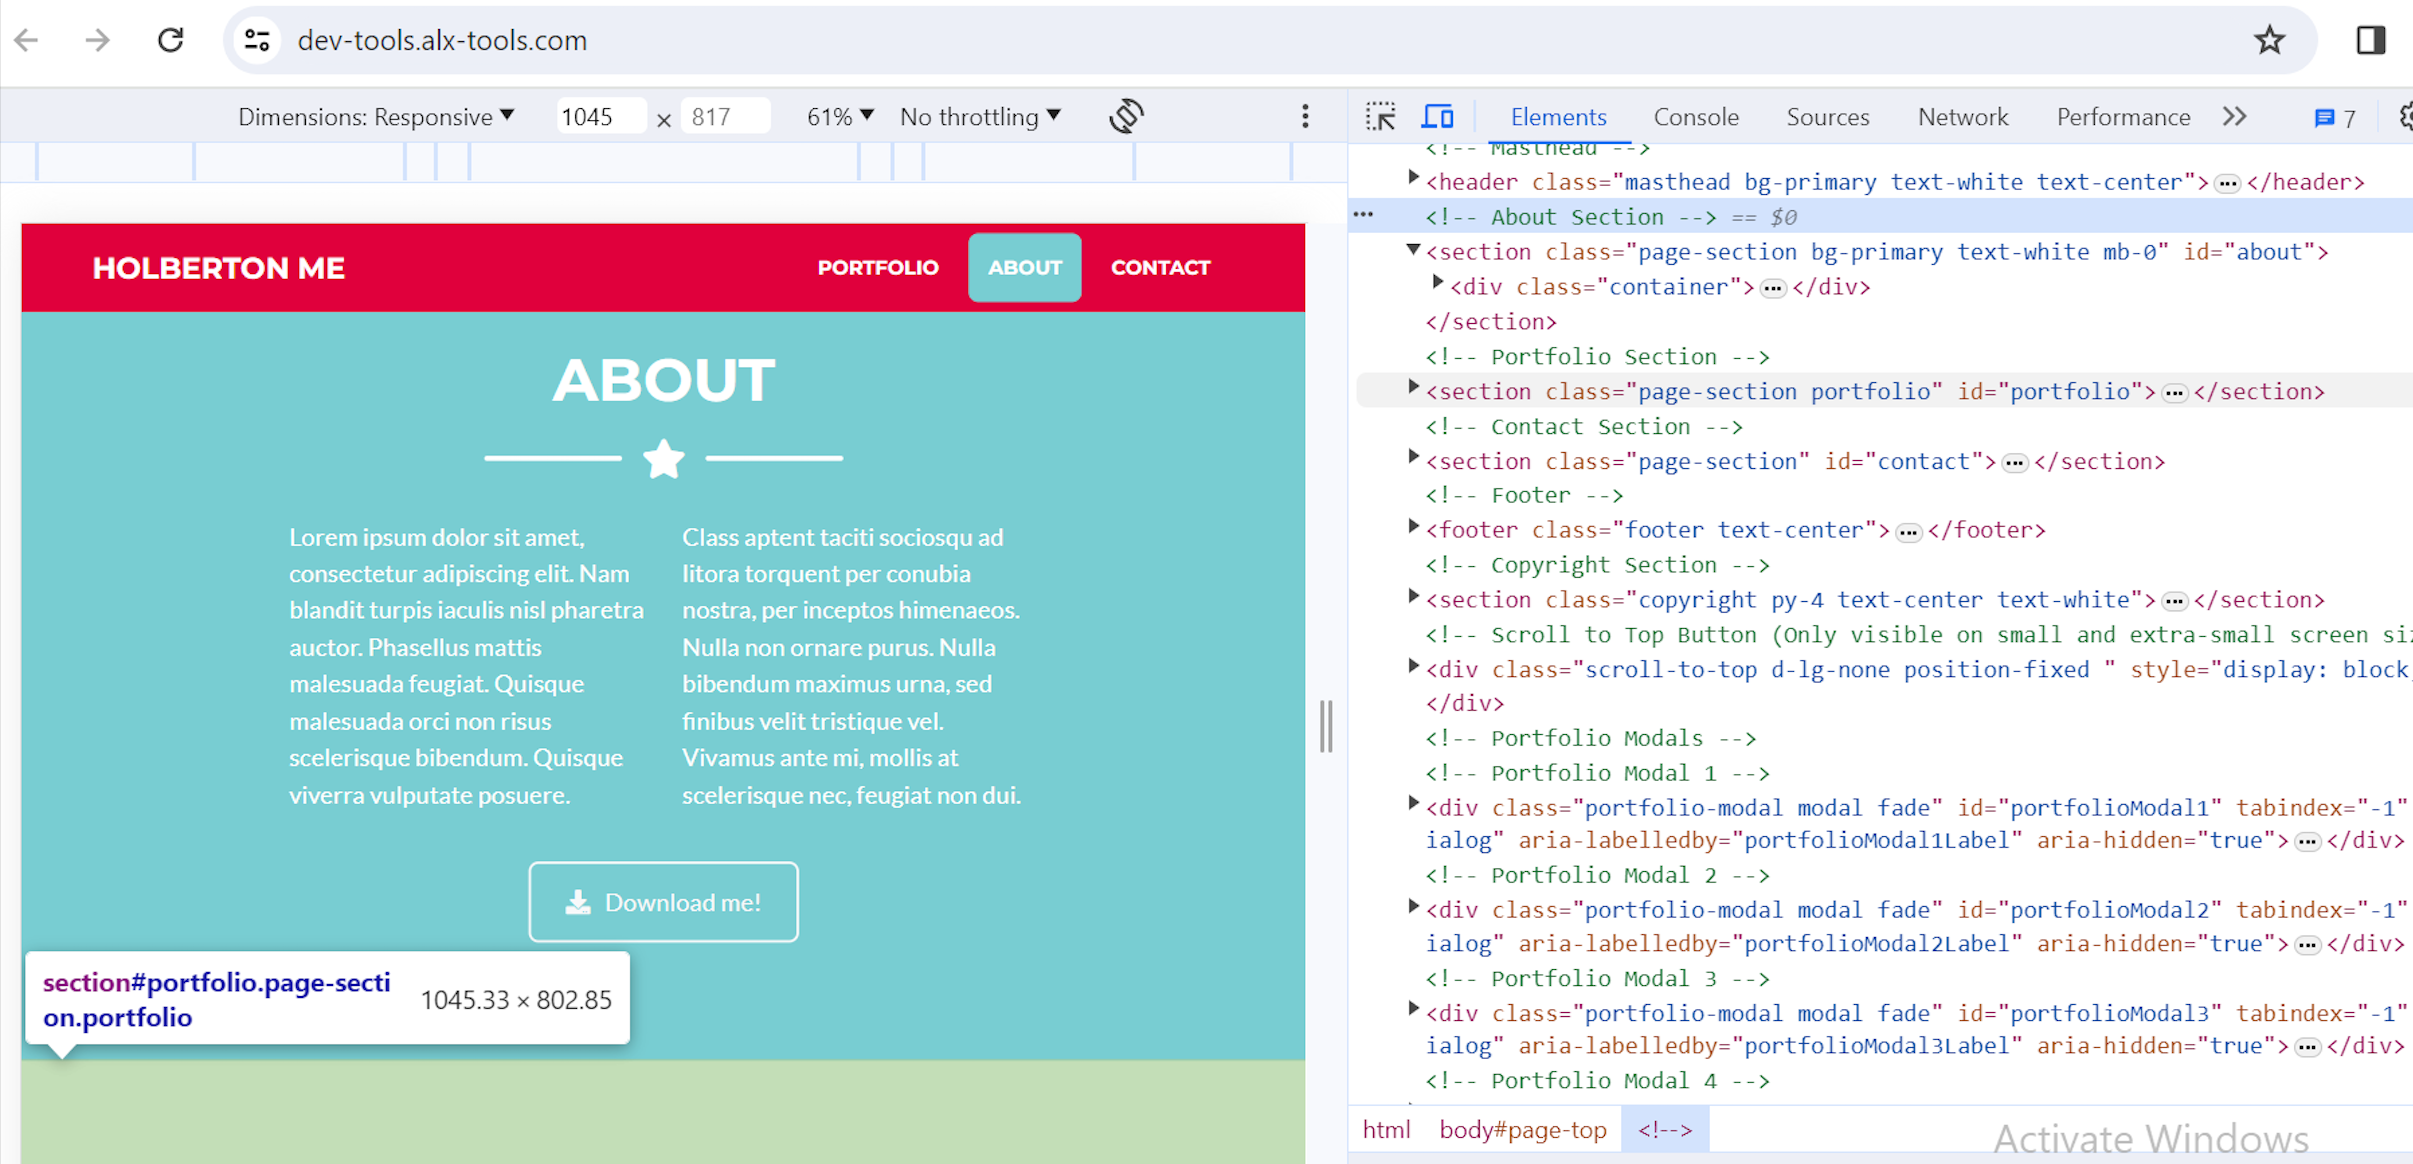 dev-tools.alx-tools.com
Dimensions: Responsive 1045 × 817 61% No throttling
Elements Console Sources Network Performance 7
HOLBERTON ME PORTFOLIO ABOUT CONTACT
ABOUT
Lorem ipsum dolor sit amet,
consectetur adipiscing elit. Nam
blandit turpis iaculis nisl pharetra
auctor. Phasellus mattis
malesuada feugiat. Quisque
malesuada orci non risus
scelerisque bibendum. Quisque
viverra vulputate posuere.
Class aptent taciti sociosqu ad
litora torquent per conubia
nostra, per inceptos himenaeos.
Nulla non ornare purus. Nulla
bibendum maximus urna, sed
finibus velit tristique vel.
Vivamus ante mi, mollis at
scelerisque nec, feugiat non dui.
Download me!
section#portfolio.page-secti
on.portfolio
1045.33 × 802.85
<!-- Masthead -->
<header class="masthead bg-primary text-white text-center">…</header>
<!-- About Section --> == $0
<section class="page-section bg-primary text-white mb-0" id="about">
<div class="container">…</div>
</section>
<!-- Portfolio Section -->
<section class="page-section portfolio" id="portfolio">…</section>
<!-- Contact Section -->
<section class="page-section" id="contact">…</section>
<!-- Footer -->
<footer class="footer text-center">…</footer>
<!-- Copyright Section -->
<section class="copyright py-4 text-center text-white">…</section>
<!-- Scroll to Top Button (Only visible on small and extra-small screen
<div class="scroll-to-top d-lg-none position-fixed " style="display: block
</div>
<!-- Portfolio Modals -->
<!-- Portfolio Modal 1 -->
<div class="portfolio-modal modal fade" id="portfolioModal1" tabindex="-1"
ialog" aria-labelledby="portfolioModal1Label" aria-hidden="true">…</div>
<!-- Portfolio Modal 2 -->
<div class="portfolio-modal modal fade" id="portfolioModal2" tabindex="-1"
ialog" aria-labelledby="portfolioModal2Label" aria-hidden="true">…</div>
<!-- Portfolio Modal 3 -->
<div class="portfolio-modal modal fade" id="portfolioModal3" tabindex="-1"
ialog" aria-labelledby="portfolioModal3Label" aria-hidden="true">…</div>
<!-- Portfolio Modal 4 -->
html body#page-top <!-->
Activate Windows